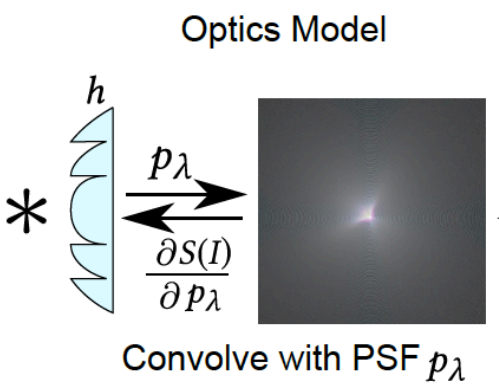 Optics Model
h
*
p_λ
∂S(I)
∂p_λ
Convolve with PSF p_λ